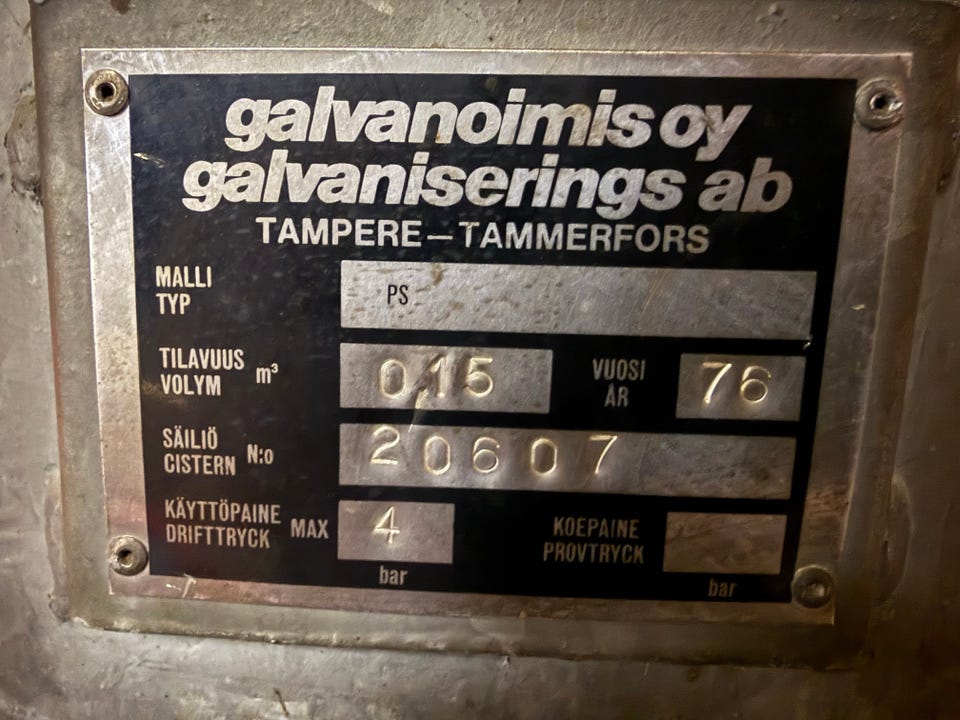 galvanoimis oy
galvaniserings ab
TAMPERE – TAMMERFORS
MALLI
TYP
PS
TILAVUUS
VOLYM m³
0,15
VUOSI
ÅR
76
SÄILIÖ
CISTERN N:o
20607
KÄYTTÖPAINE
DRIFTTRYCK MAX
4
bar
KOEPAINE
PROVTRYCK
bar